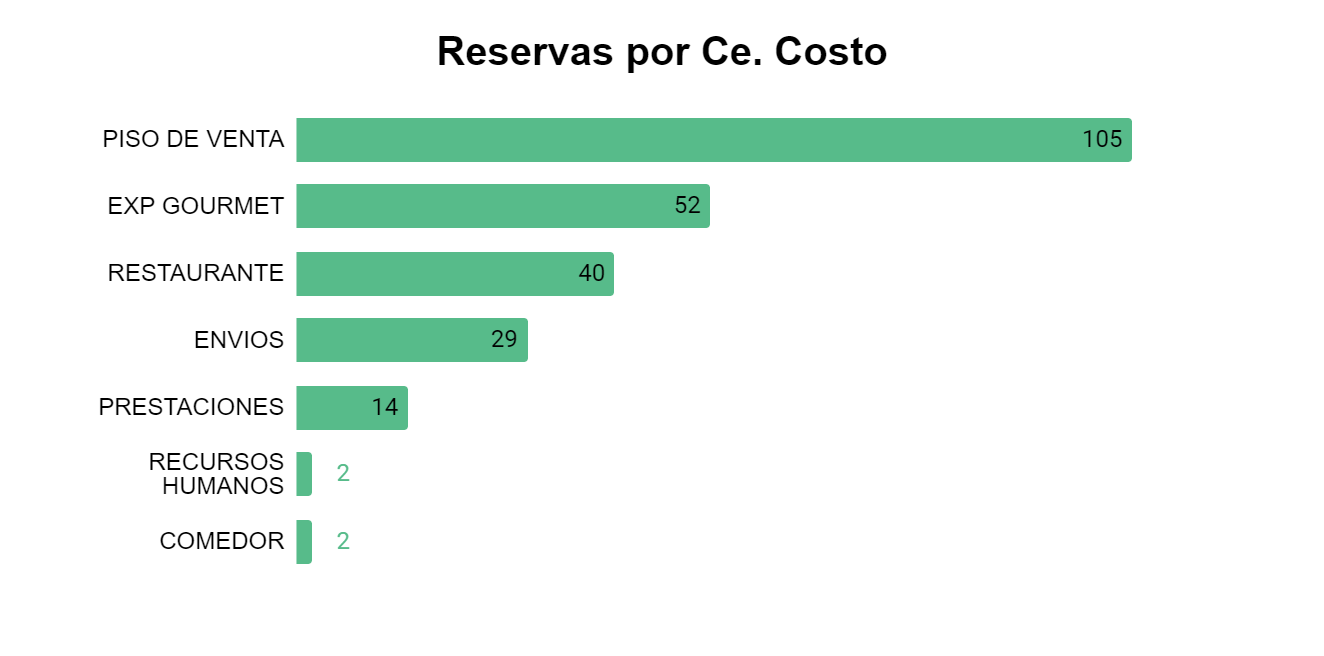 Reservas por Ce. Costo
PISO DE VENTA 105
EXP GOURMET 52
RESTAURANTE 40
ENVIOS 29
PRESTACIONES 14
RECURSOS
HUMANOS 2
COMEDOR 2